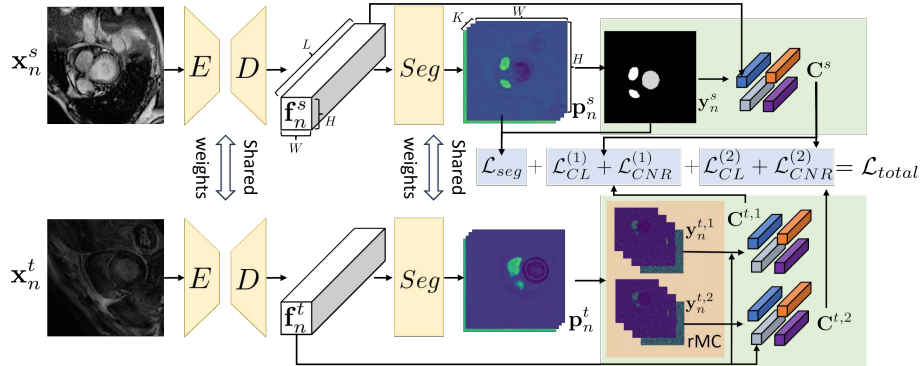 K
W
L
H
x_n^s
E
D
Seg
f_n^s
H
W
p_n^s
y_n^s
C^s
Shared weights
Shared weights
L_seg + L_CL^(1) + L_CNR^(1) + L_CL^(2) + L_CNR^(2) = L_total
C^{t,1}
y_n^{t,1}
x_n^t
E
D
Seg
f_n^t
p_n^t
y_n^{t,2}
C^{t,2}
rMC